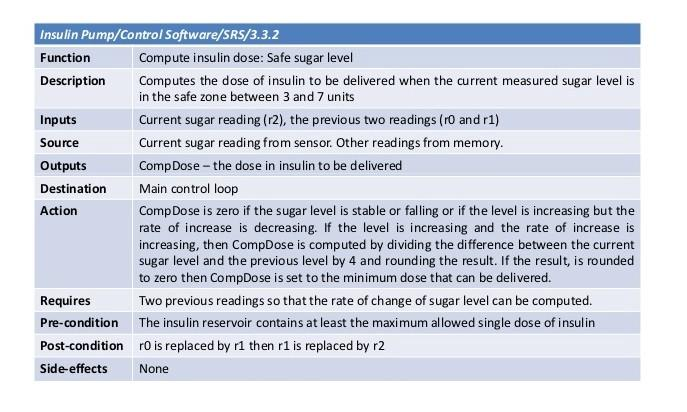 Insulin Pump/Control Software/SRS/3.3.2
Function Compute insulin dose: Safe sugar level
Description Computes the dose of insulin to be delivered when the current measured sugar level is
in the safe zone between 3 and 7 units
Inputs Current sugar reading (r2), the previous two readings (r0 and r1)
Source Current sugar reading from sensor. Other readings from memory.
Outputs CompDose – the dose in insulin to be delivered
Destination Main control loop
Action CompDose is zero if the sugar level is stable or falling or if the level is increasing but the
rate of increase is decreasing. If the level is increasing and the rate of increase is
increasing, then CompDose is computed by dividing the difference between the current
sugar level and the previous level by 4 and rounding the result. If the result, is rounded
to zero then CompDose is set to the minimum dose that can be delivered.
Requires Two previous readings so that the rate of change of sugar level can be computed.
Pre-condition The insulin reservoir contains at least the maximum allowed single dose of insulin
Post-condition r0 is replaced by r1 then r1 is replaced by r2
Side-effects None